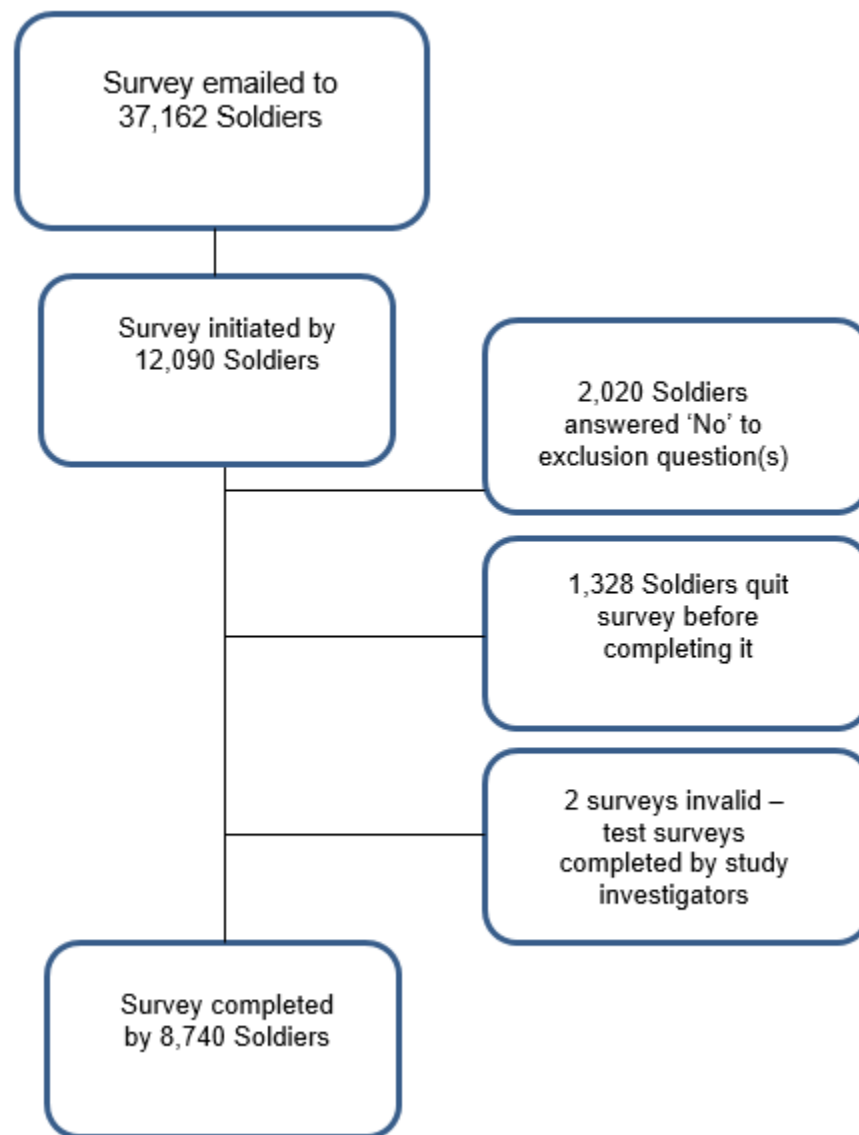 Survey emailed to
37,162 Soldiers
Survey initiated by
12,090 Soldiers
2,020 Soldiers
answered ‘No’ to
exclusion question(s)
1,328 Soldiers quit
survey before
completing it
2 surveys invalid –
test surveys
completed by study
investigators
Survey completed
by 8,740 Soldiers